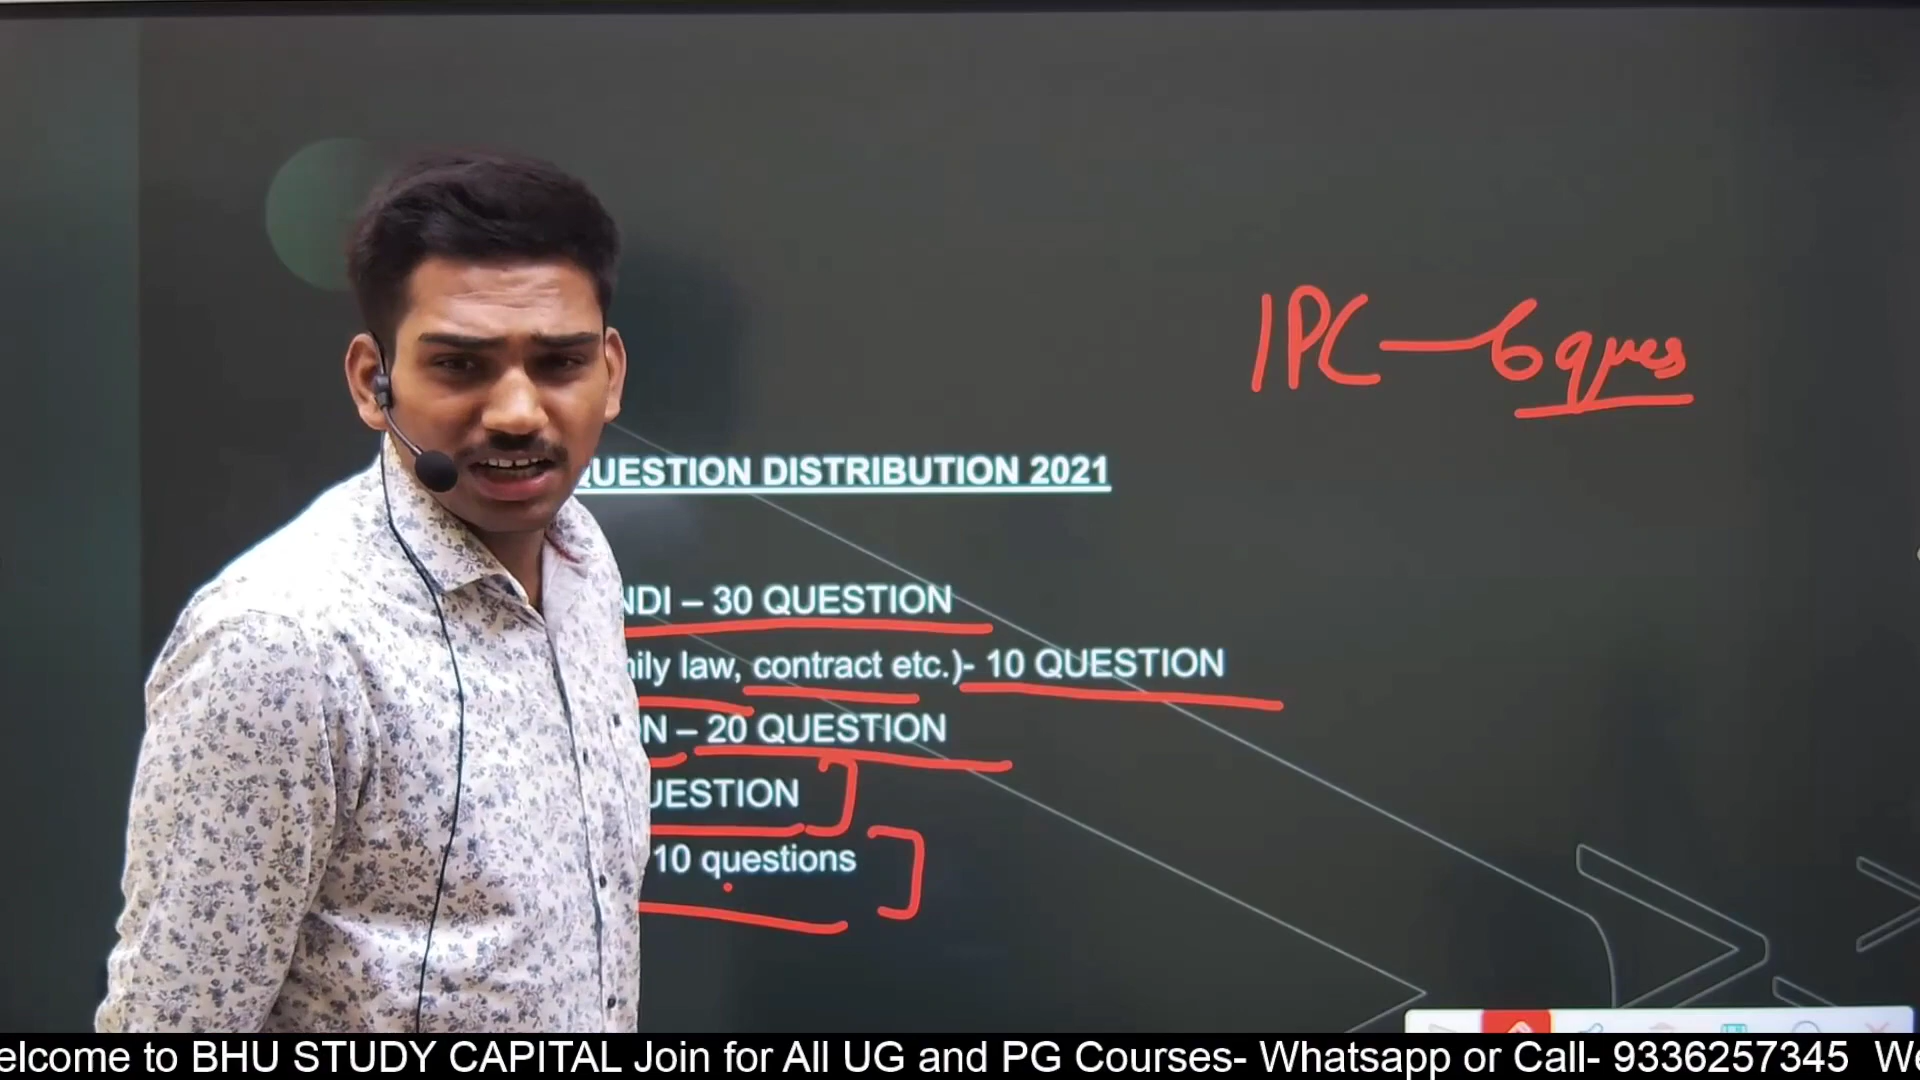 IPC – 6 ques
QUESTION DISTRIBUTION 2021
NDI – 30 QUESTION
law, contract etc.)- 10 QUESTION
N – 20 QUESTION
UESTION
10 questions
elcome to BHU STUDY CAPITAL Join for All UG and PG Courses- Whatsapp or Call- 9336257345 We